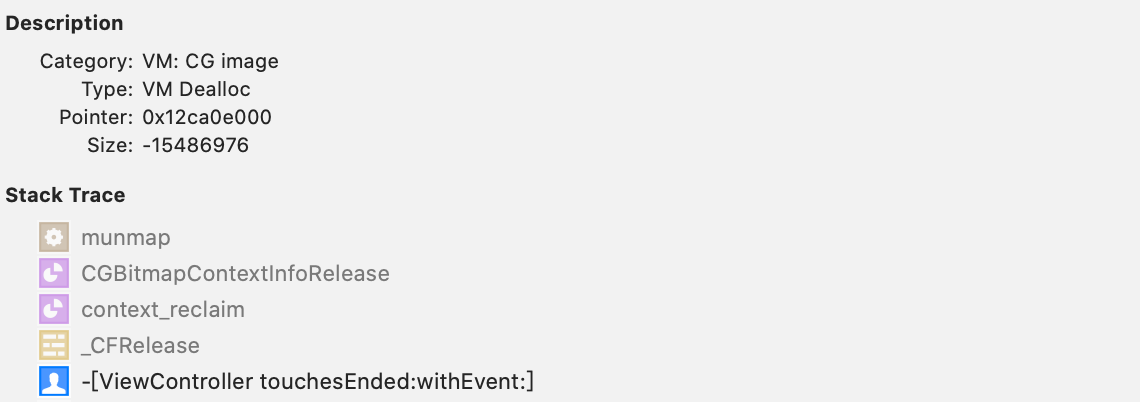 Description
Category: VM: CG image
Type: VM Dealloc
Pointer: 0x12ca0e000
Size: -15486976
Stack Trace
munmap
CGBitmapContextInfoRelease
context_reclaim
_CFRelease
-[ViewController touchesEnded:withEvent:]